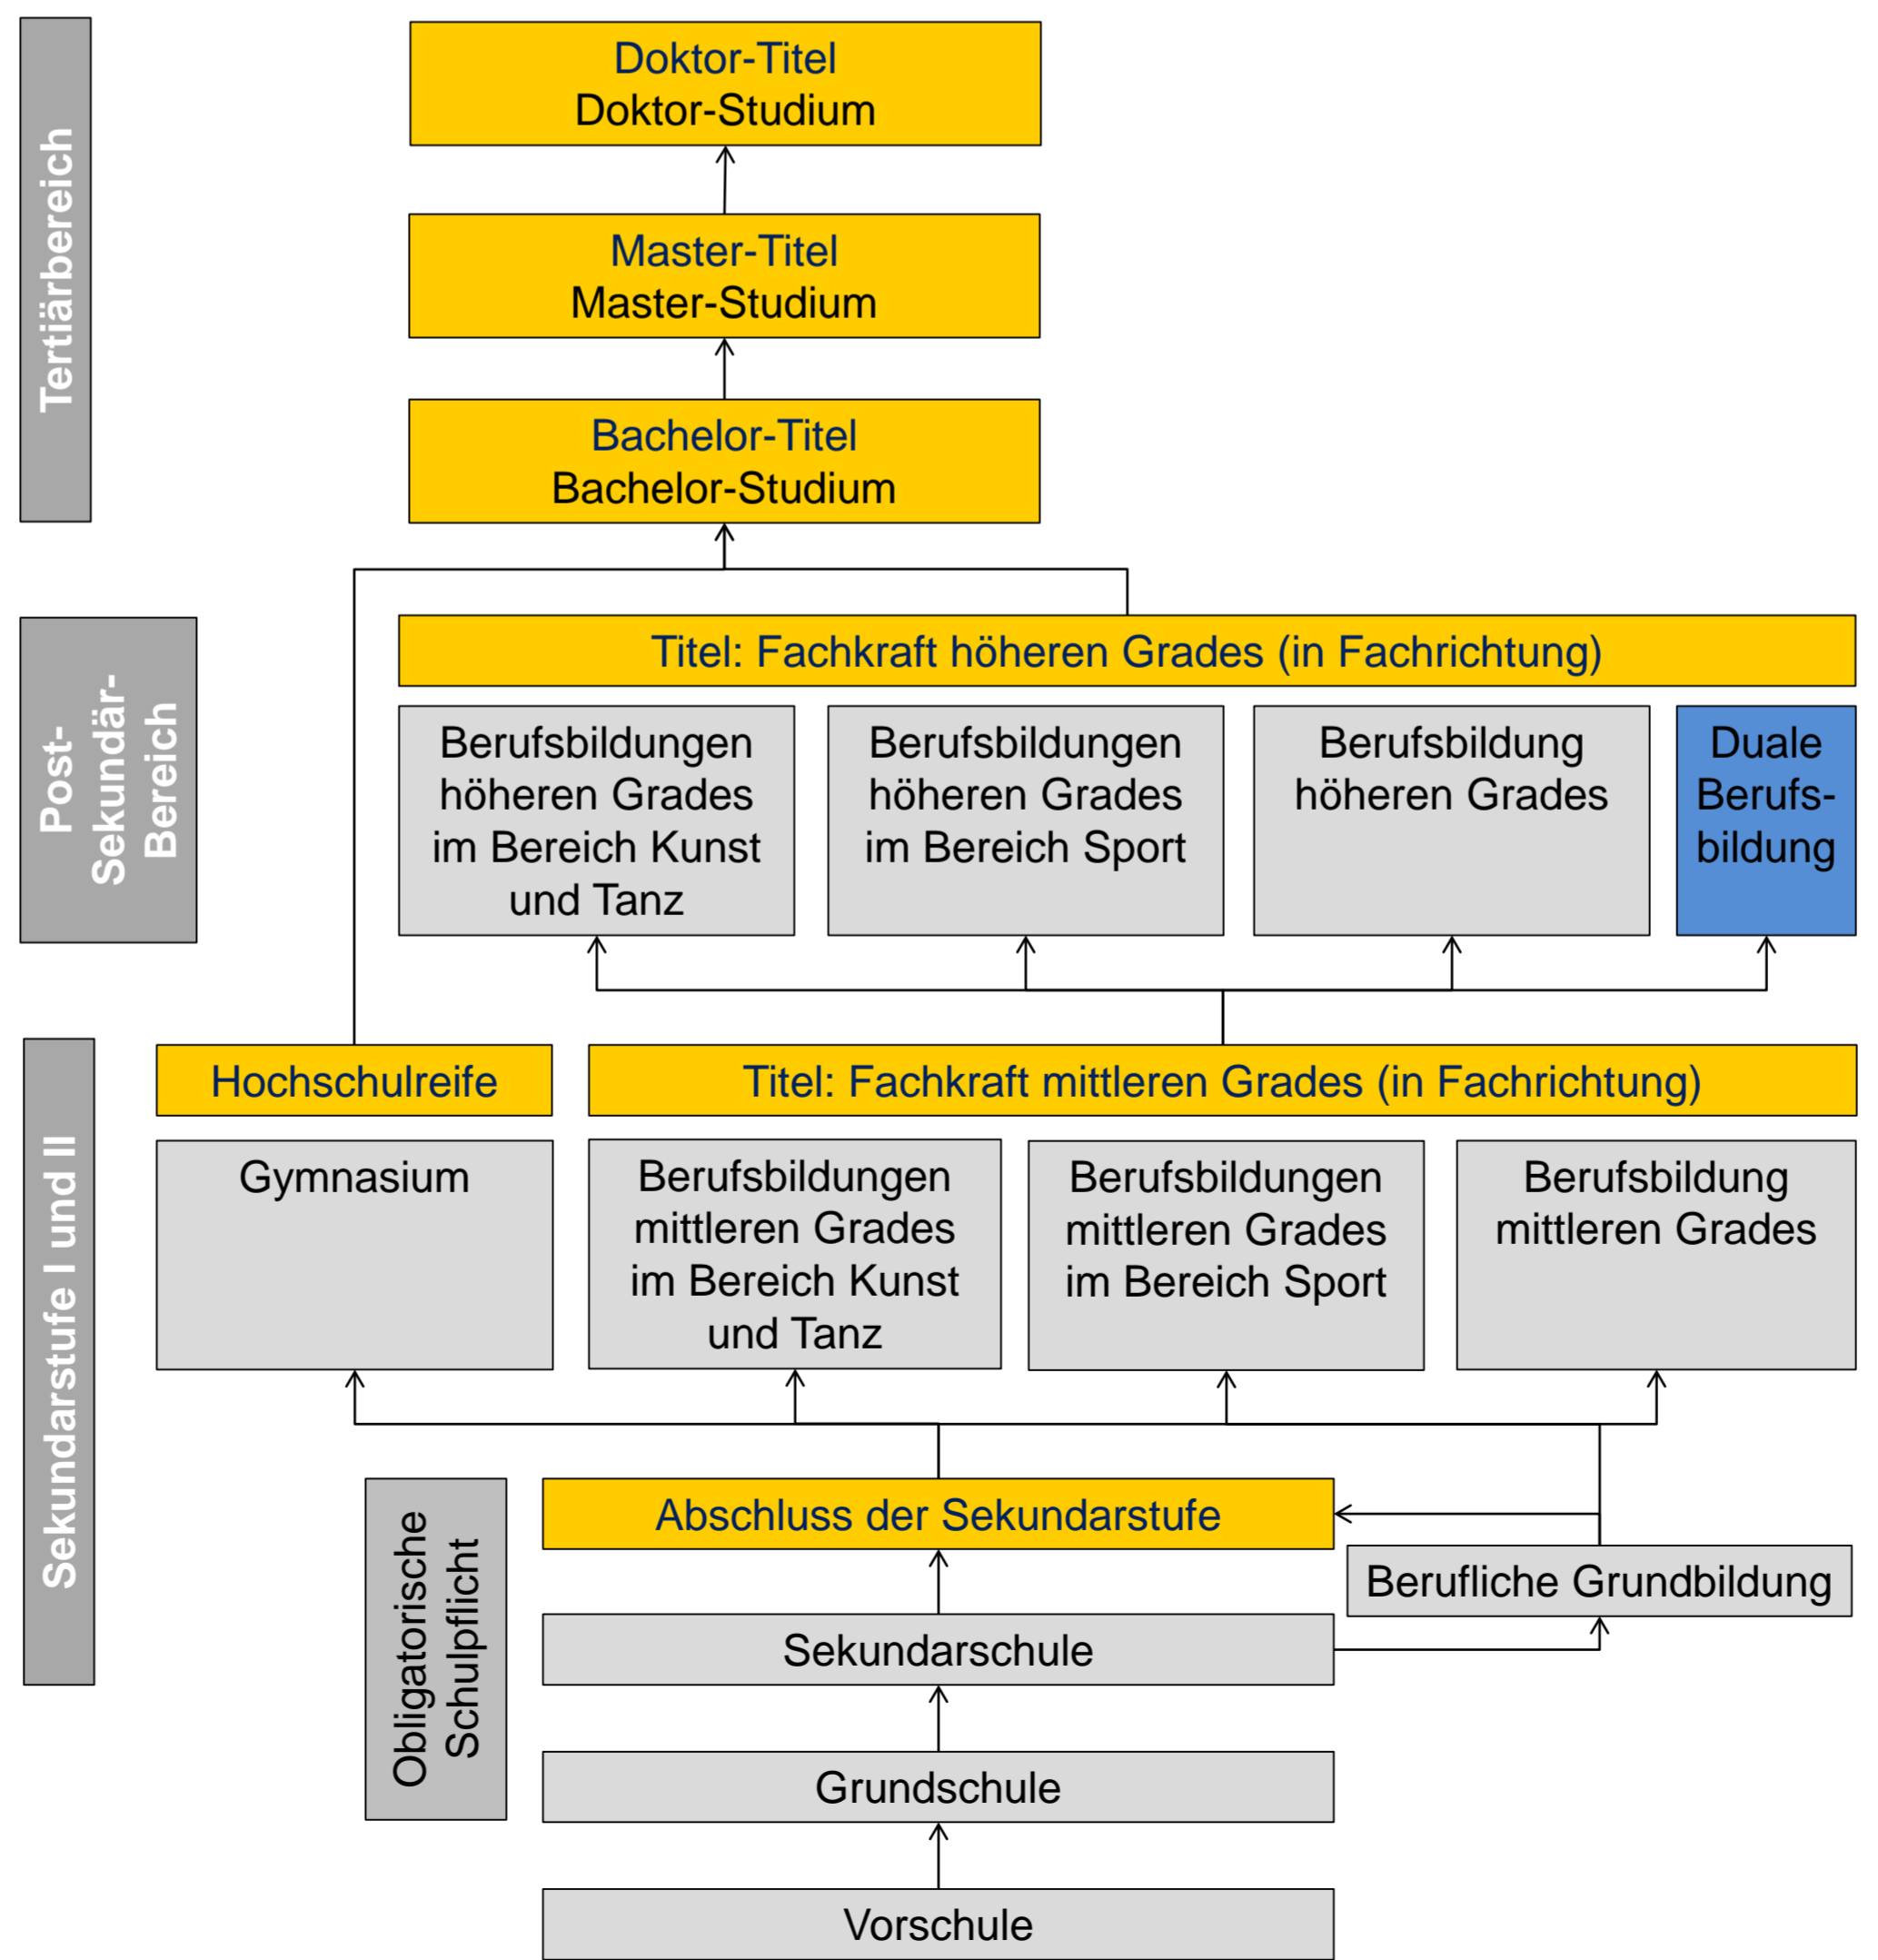 Tertiärbereich
Doktor-Titel
Doktor-Studium
Master-Titel
Master-Studium
Bachelor-Titel
Bachelor-Studium
Post-
Sekundär-
Bereich
Titel: Fachkraft höheren Grades (in Fachrichtung)
Berufsbildungen
höheren Grades
im Bereich Kunst
und Tanz
Berufsbildungen
höheren Grades
im Bereich Sport
Berufsbildung
höheren Grades
Duale
Berufs-
bildung
Sekundarstufe I und II
Hochschulreife
Titel: Fachkraft mittleren Grades (in Fachrichtung)
Gymnasium
Berufsbildungen
mittleren Grades
im Bereich Kunst
und Tanz
Berufsbildungen
mittleren Grades
im Bereich Sport
Berufsbildung
mittleren Grades
Obligatorische
Schulpflicht
Abschluss der Sekundarstufe
Berufliche Grundbildung
Sekundarschule
Grundschule
Vorschule